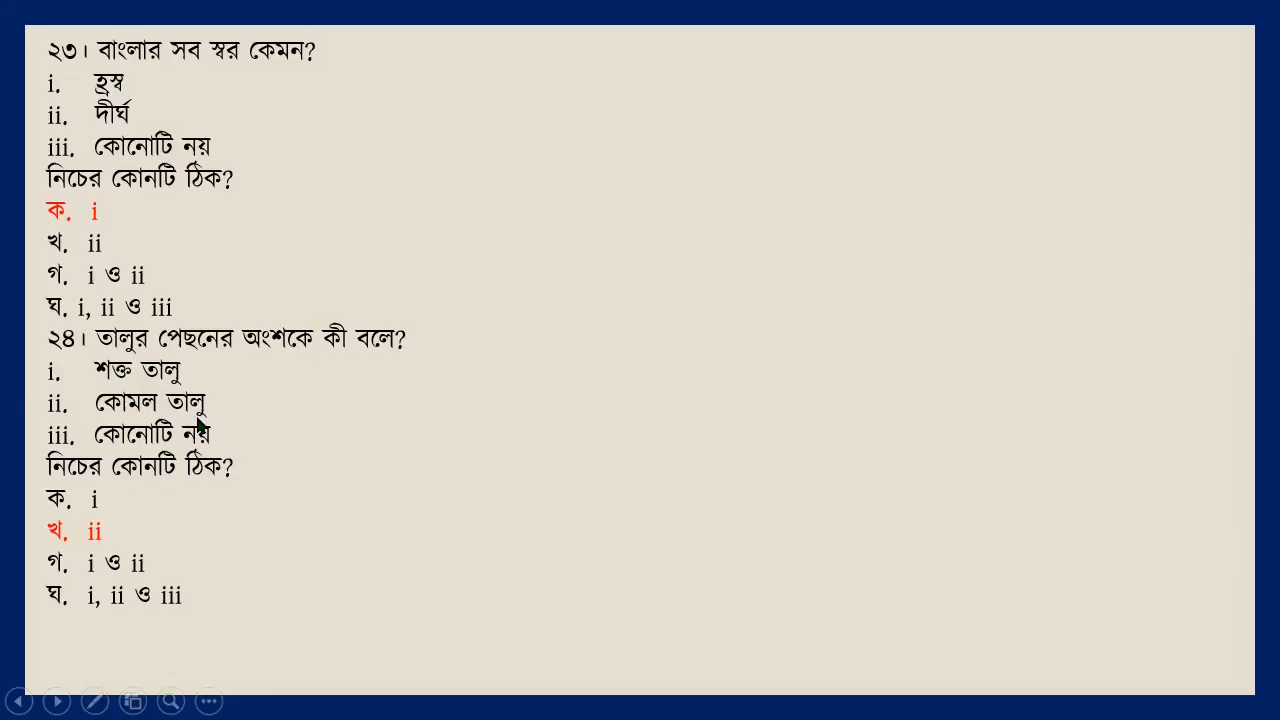 ২৩। বাংলার সব স্বর কেমন?
i. হ্রস্ব
ii. দীর্ঘ
iii. কোনোটি নয়
নিচের কোনটি ঠিক?
ক. i
খ. ii
গ. i ও ii
ঘ. i, ii ও iii
২৪। তালুর পেছনের অংশকে কী বলে?
i. শক্ত তালু
ii. কোমল তালু
iii. কোনোটি নয়
নিচের কোনটি ঠিক?
ক. i
খ. ii
গ. i ও ii
ঘ. i, ii ও iii